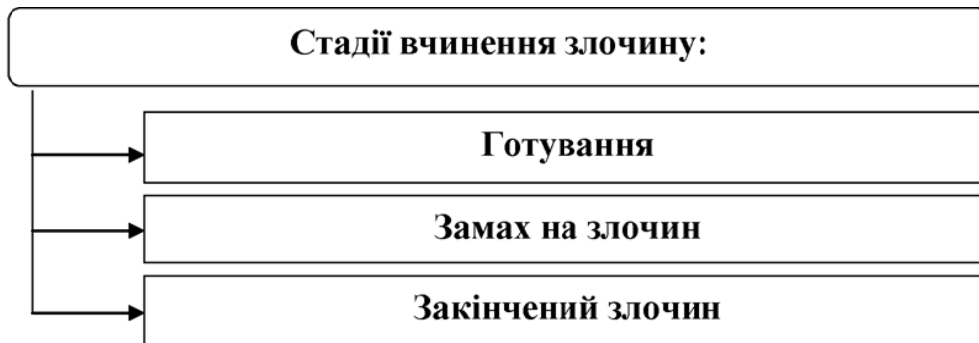 Стадії вчинення злочину:
Готування
Замах на злочин
Закінчений злочин